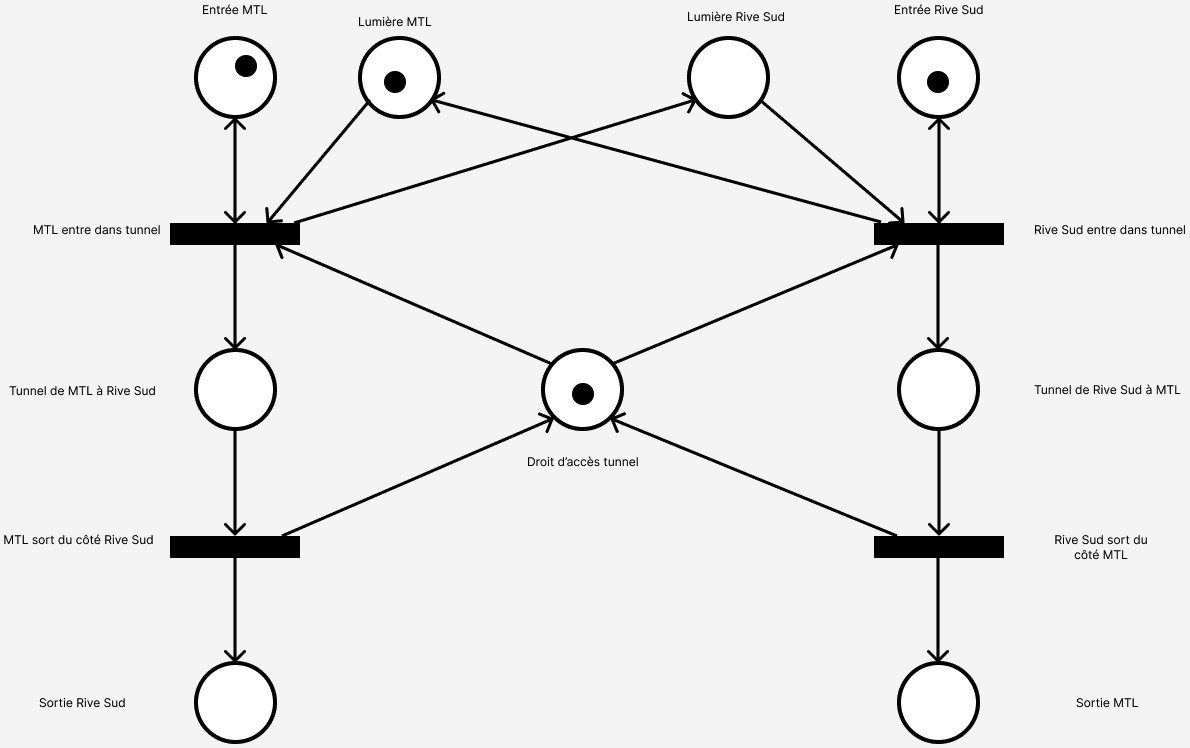 Entrée MTL
Lumière MTL
Lumière Rive Sud
Entrée Rive Sud
MTL entre dans tunnel
Rive Sud entre dans tunnel
Tunnel de MTL à Rive Sud
Tunnel de Rive Sud à MTL
Droit d'accès tunnel
MTL sort du côté Rive Sud
Rive Sud sort du
côté MTL
Sortie Rive Sud
Sortie MTL